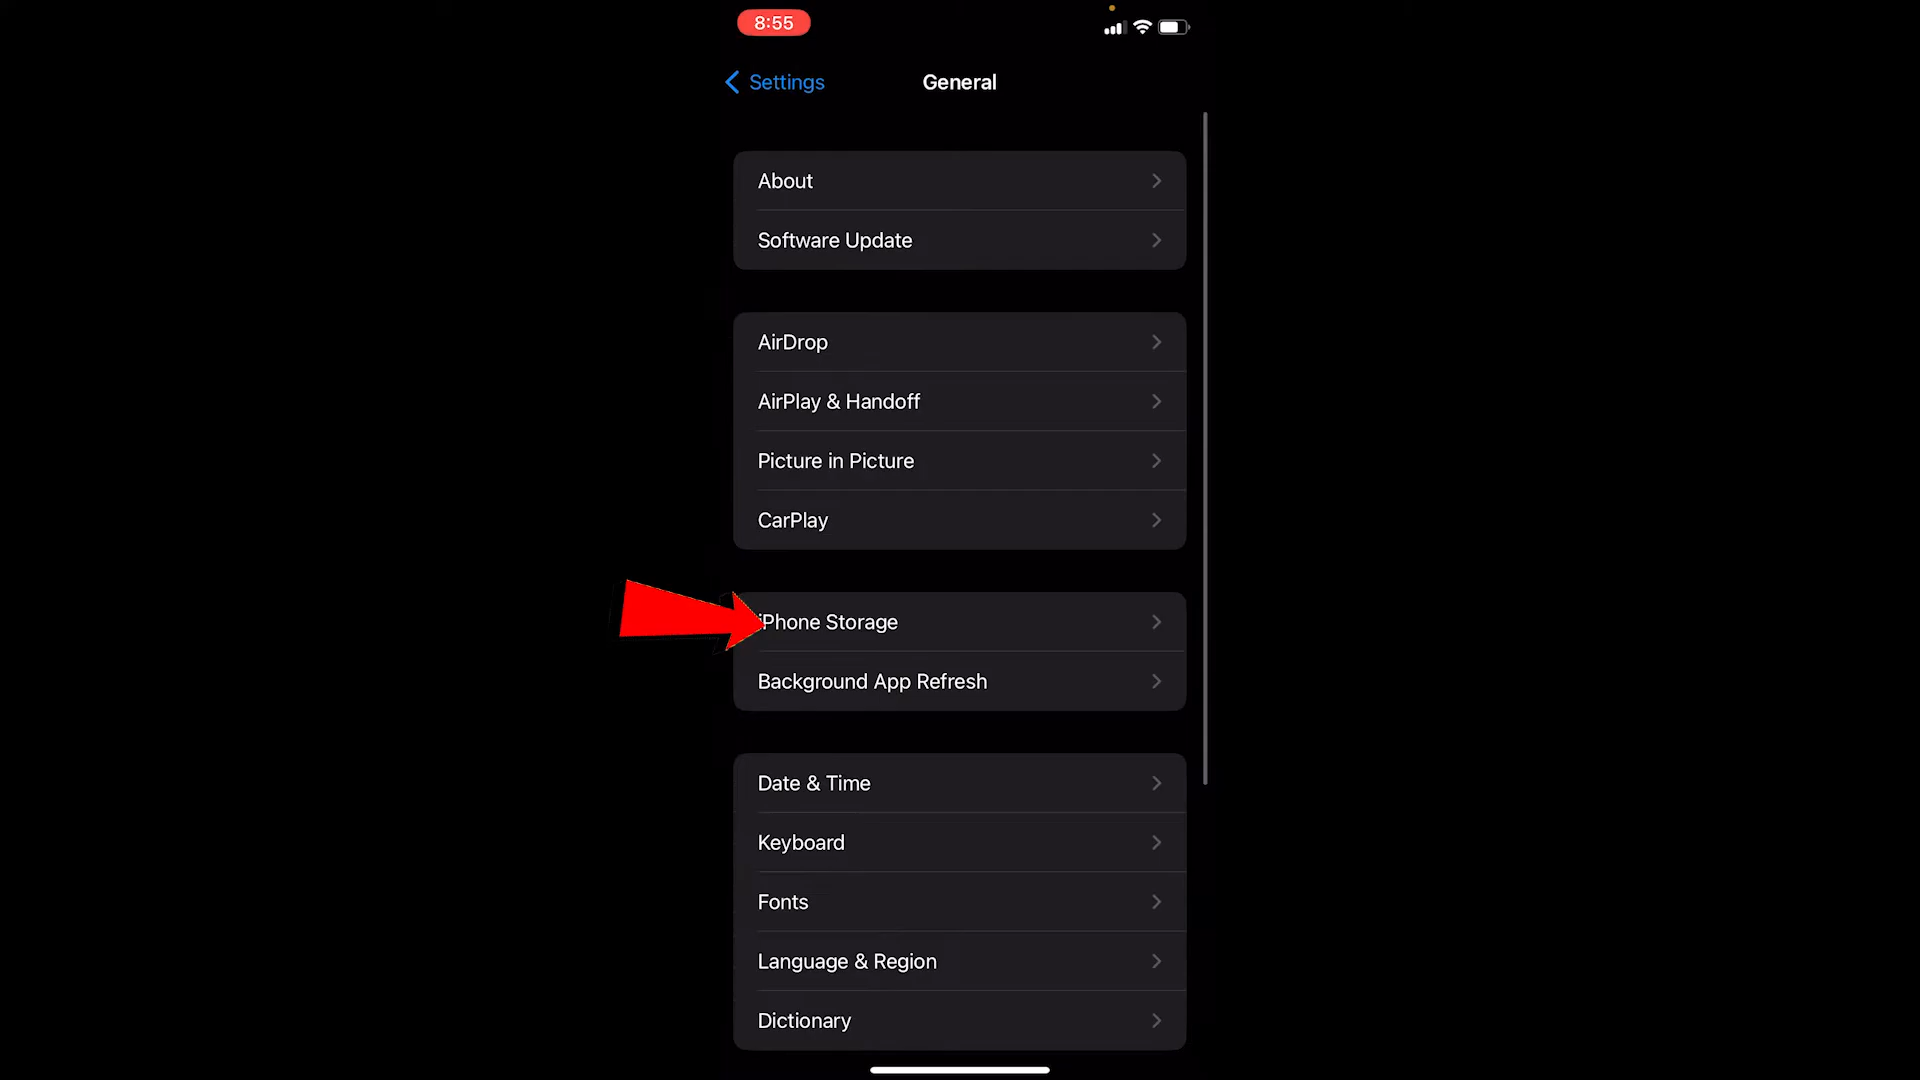 8:55
Settings
General
About
Software Update
AirDrop
AirPlay & Handoff
Picture in Picture
CarPlay
iPhone Storage
Background App Refresh
Date & Time
Keyboard
Fonts
Language & Region
Dictionary